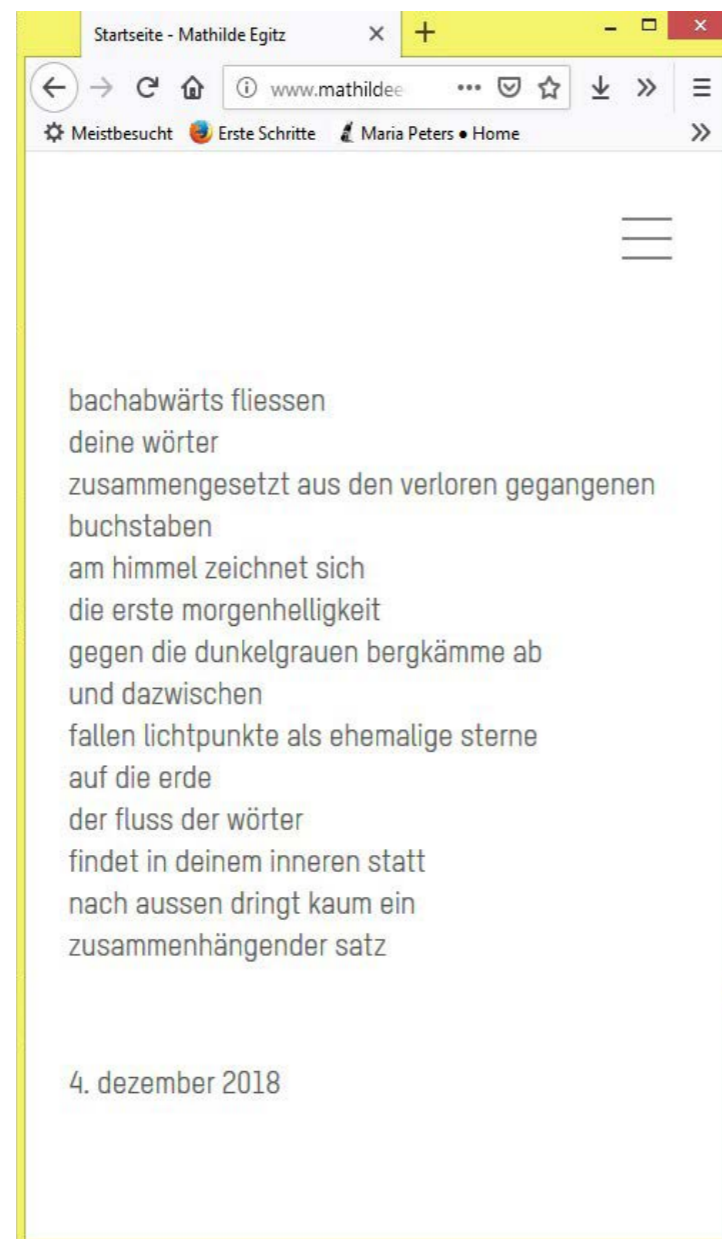 Startseite - Mathilde Egitz
www.mathildee
Meistbesucht Erste Schritte Maria Peters • Home
bachabwärts fliessen
deine wörter
zusammengesetzt aus den verloren gegangenen
buchstaben
am himmel zeichnet sich
die erste morgenhelligkeit
gegen die dunkelgrauen bergkämme ab
und dazwischen
fallen lichtpunkte als ehemalige sterne
auf die erde
der fluss der wörter
findet in deinem inneren statt
nach aussen dringt kaum ein
zusammenhängender satz
4. dezember 2018